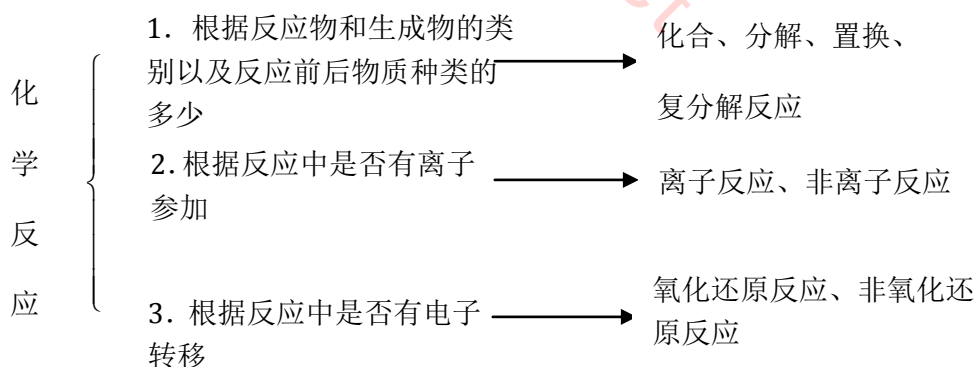 化
学
反
应
1. 根据反应物和生成物的类
别以及反应前后物质种类的
多少
化合、分解、置换、
复分解反应
2.根据反应中是否有离子
参加
离子反应、非离子反应
3. 根据反应中是否有电子
转移
氧化还原反应、非氧化还
原反应